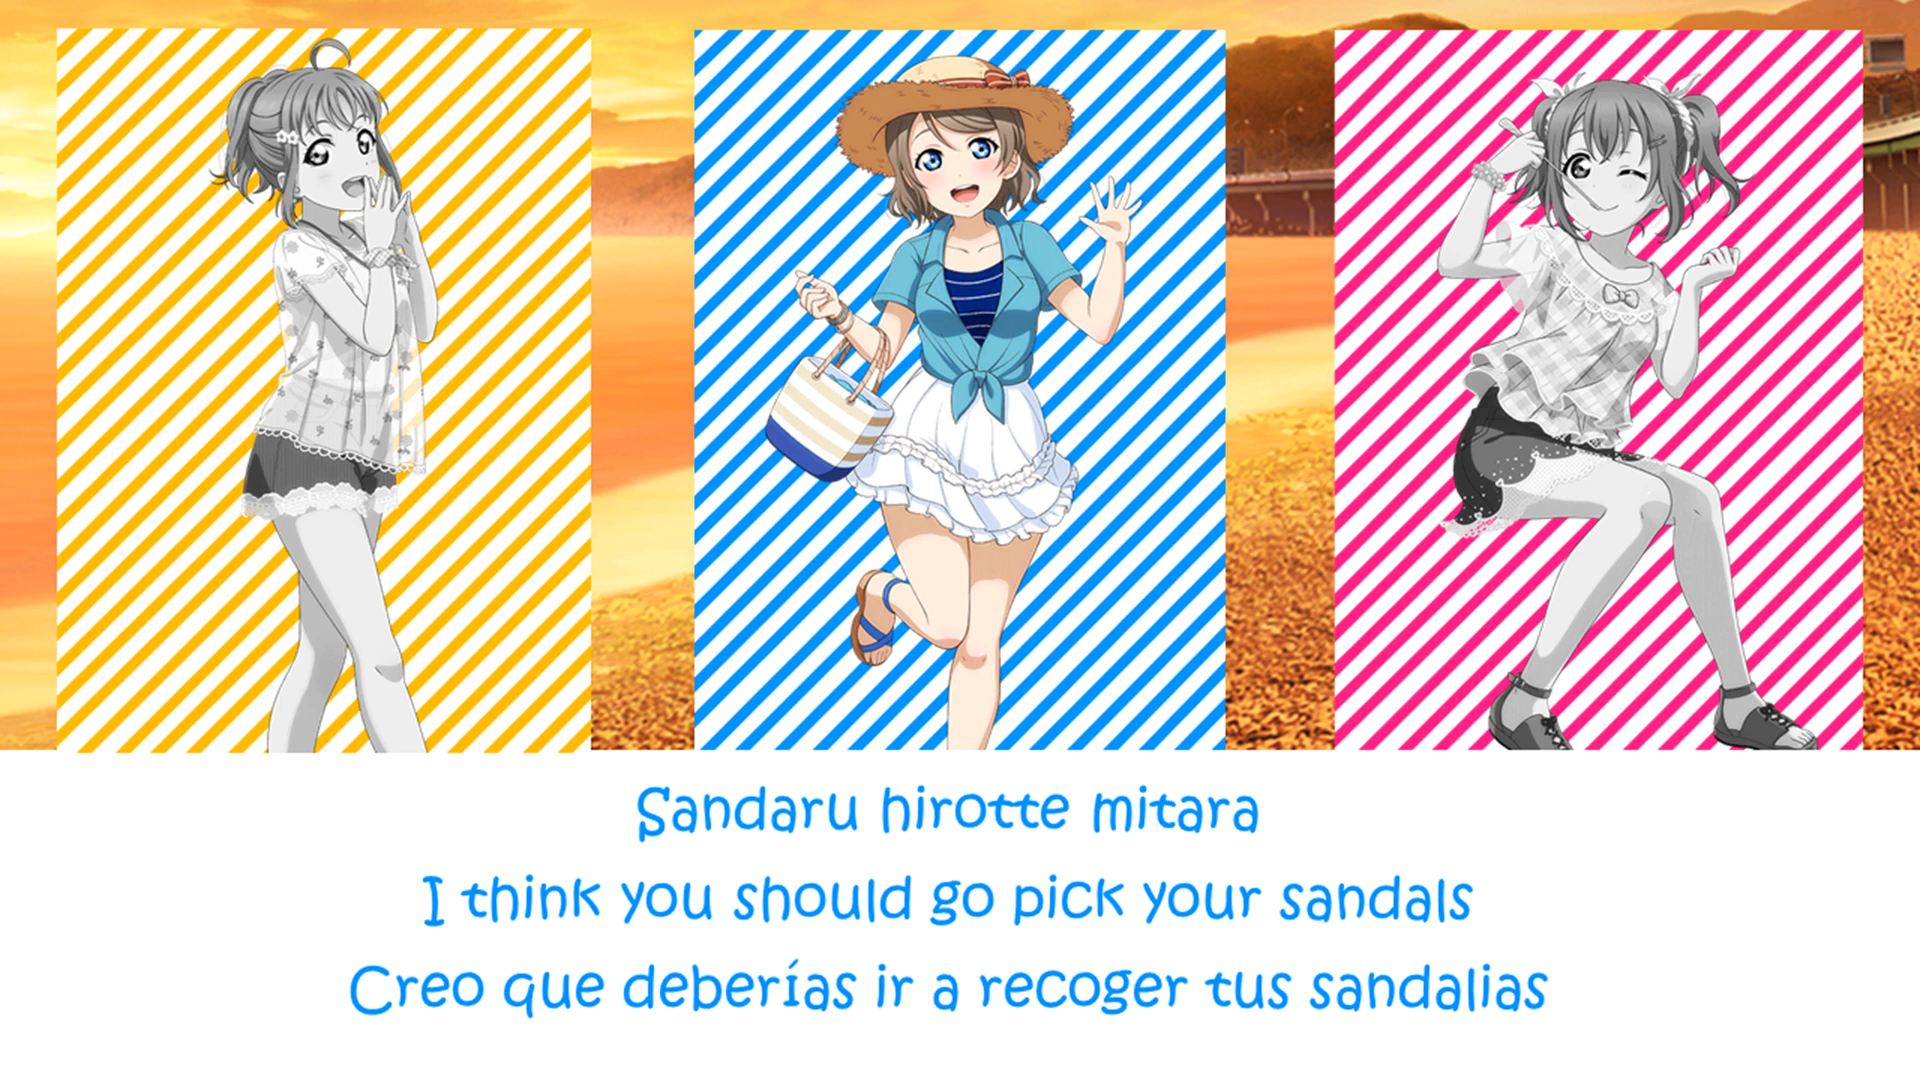 Sandaru hirotte mitara
I think you should go pick your sandals
Creo que deberías ir a recoger tus sandalias